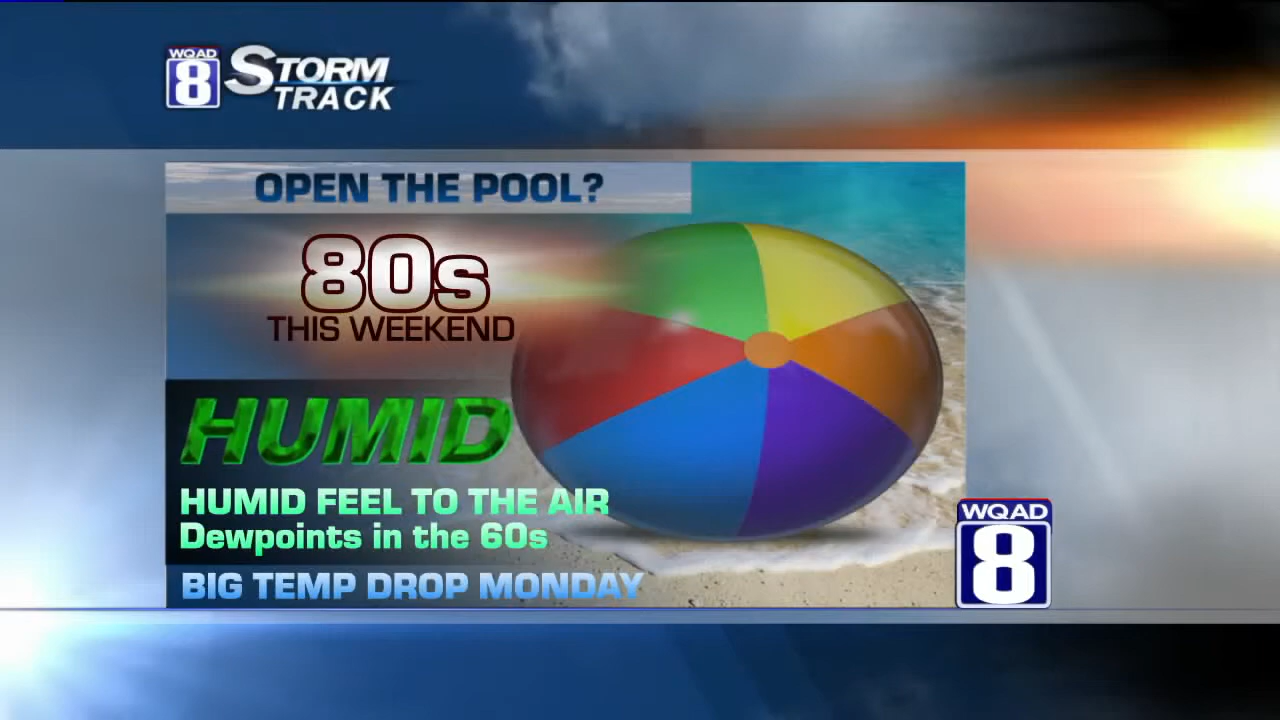 WQAD
8
STORM
TRACK
OPEN THE POOL?
80s
THIS WEEKEND
HUMID
HUMID FEEL TO THE AIR
Dewpoints in the 60s
BIG TEMP DROP MONDAY
WQAD
8